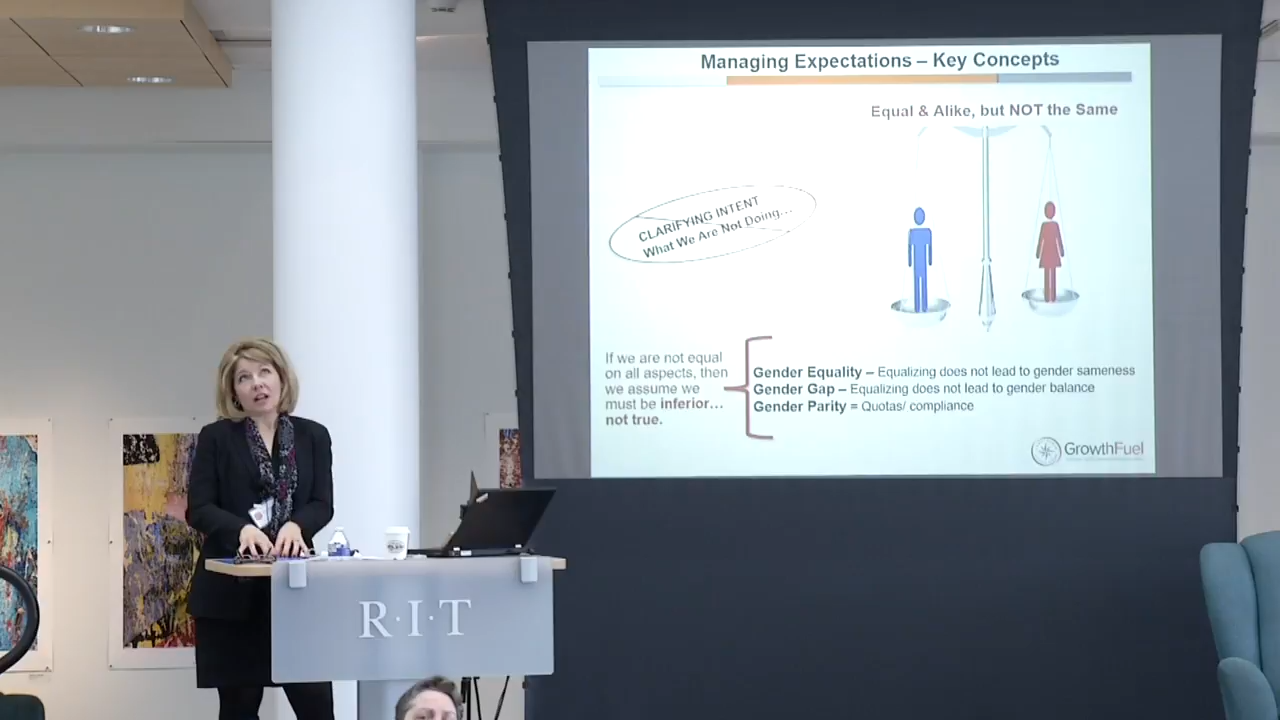 Managing Expectations – Key Concepts
Equal & Alike, but NOT the Same
CLARIFYING INTENT
What We Are Not Doing...
If we are not equal
on all aspects, then
we assume we
must be inferior...
not true.
Gender Equality – Equalizing does not lead to gender sameness
Gender Gap – Equalizing does not lead to gender balance
Gender Parity = Quotas/ compliance
GrowthFuel
R·I·T